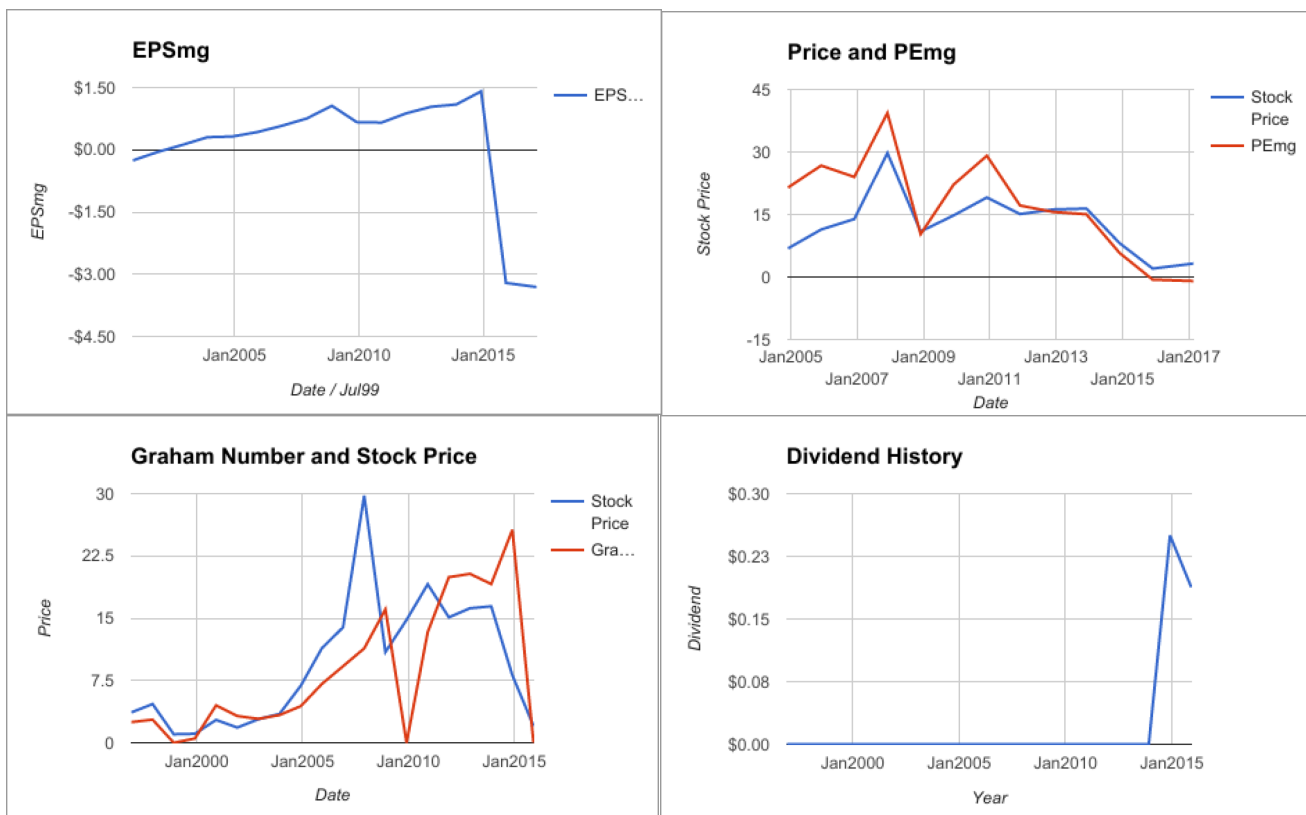 EPSmg
$1.50
$0.00
-$1.50
-$3.00
-$4.50
EPSmg
Jan2005 Jan2010 Jan2015
Date / Jul99
EPS…
Price and PEmg
45
30
15
0
-15
Stock Price
Jan2005 Jan2009 Jan2013 Jan2017
Jan2007 Jan2011 Jan2015
Date
Stock
Price
PEmg
Graham Number and Stock Price
30
22.5
15
7.5
0
Price
Jan2000 Jan2005 Jan2010 Jan2015
Date
Stock
Price
Gra…
Dividend History
$0.30
$0.23
$0.15
$0.08
$0.00
Dividend
Jan2000 Jan2005 Jan2010 Jan2015
Year